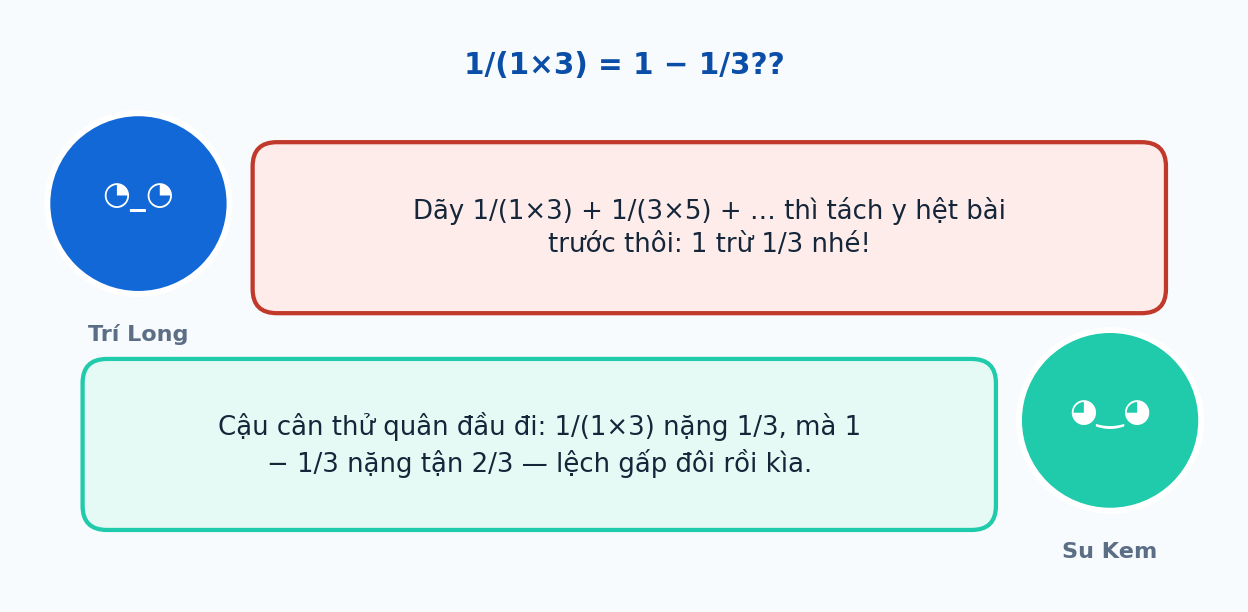 1/(1×3) = 1 − 1/3??
Dãy 1/(1×3) + 1/(3×5) + … thì tách y hệt bài
trước thôi: 1 trừ 1/3 nhé!
Trí Long
Cậu cân thử quân đầu đi: 1/(1×3) nặng 1/3, mà 1
− 1/3 nặng tận 2/3 — lệch gấp đôi rồi kìa.
Su Kem